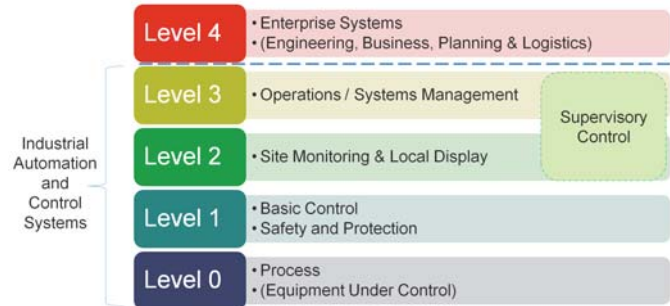 Level 4
• Enterprise Systems
• (Engineering, Business, Planning & Logistics)
Level 3
• Operations / Systems Management
Supervisory
Control
Level 2
• Site Monitoring & Local Display
Industrial
Automation
and
Control
Systems
Level 1
• Basic Control
• Safety and Protection
Level 0
• Process
• (Equipment Under Control)